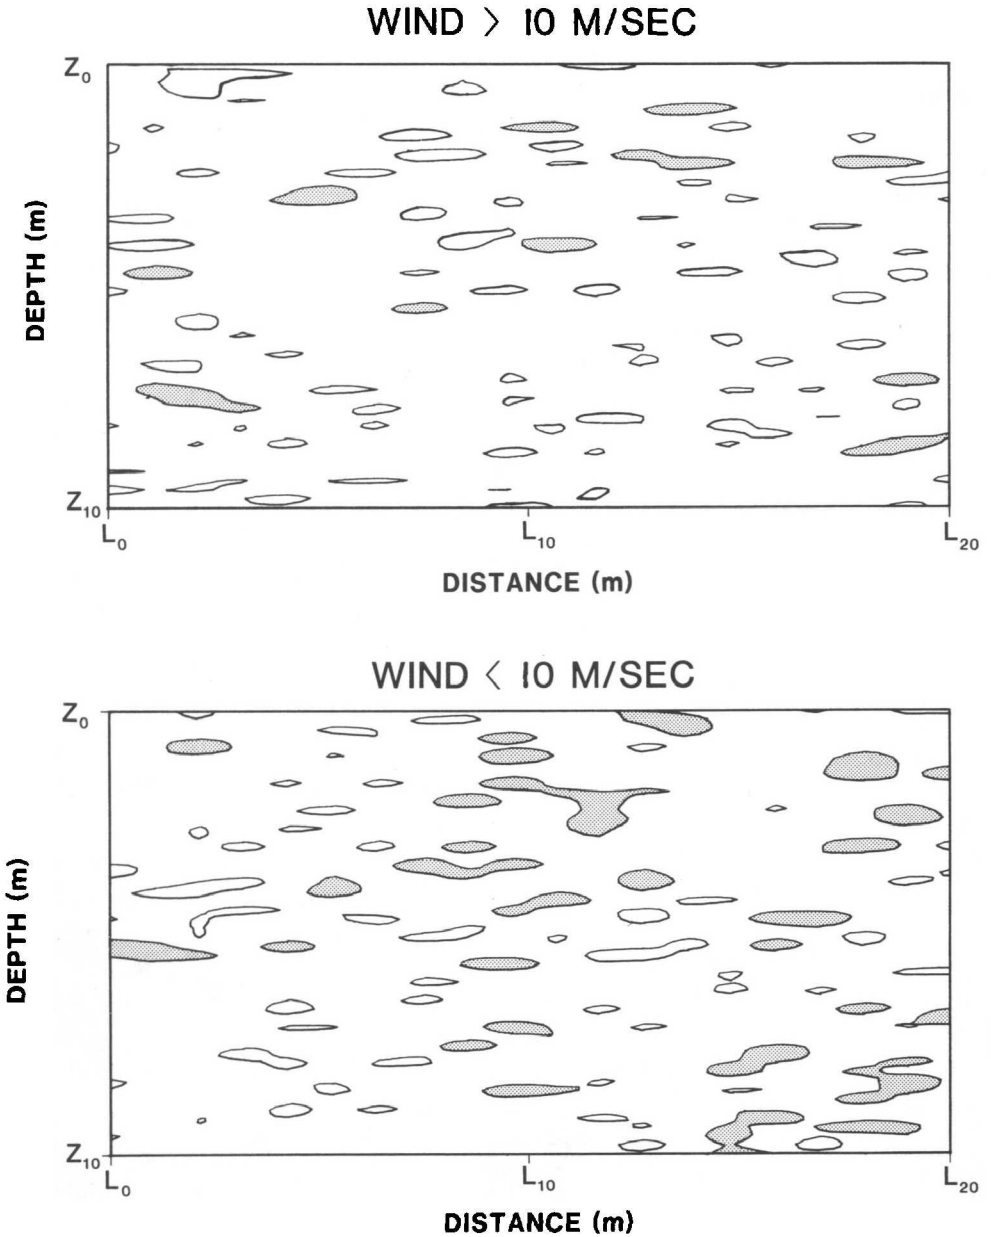 WIND > 10 M/SEC
Z0
DEPTH (m)
Z10
L0 L10 L20
DISTANCE (m)
WIND < 10 M/SEC
Z0
DEPTH (m)
Z10
L0 L10 L20
DISTANCE (m)